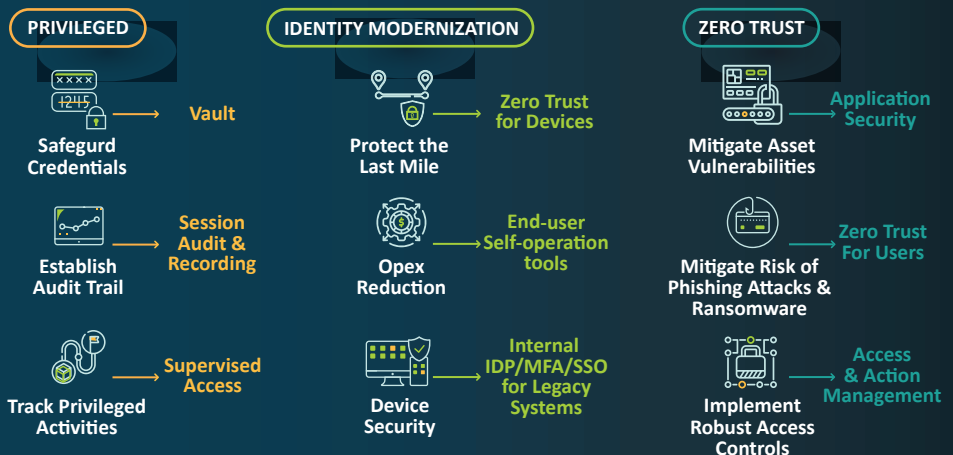 PRIVILEGED
XXXX
1245
Safegurd
Credentials
Vault
Establish
Audit Trail
Session
Audit &
Recording
Track Privileged
Activities
Supervised
Access
IDENTITY MODERNIZATION
Protect the
Last Mile
Zero Trust
for Devices
$
Opex
Reduction
End-user
Self-operation
tools
Device
Security
Internal
IDP/MFA/SSO
for Legacy
Systems
ZERO TRUST
Mitigate Asset
Vulnerabilities
Application
Security
Mitigate Risk of
Phishing Attacks &
Ransomware
Zero Trust
For Users
Implement
Robust Access
Controls
Access
& Action
Management